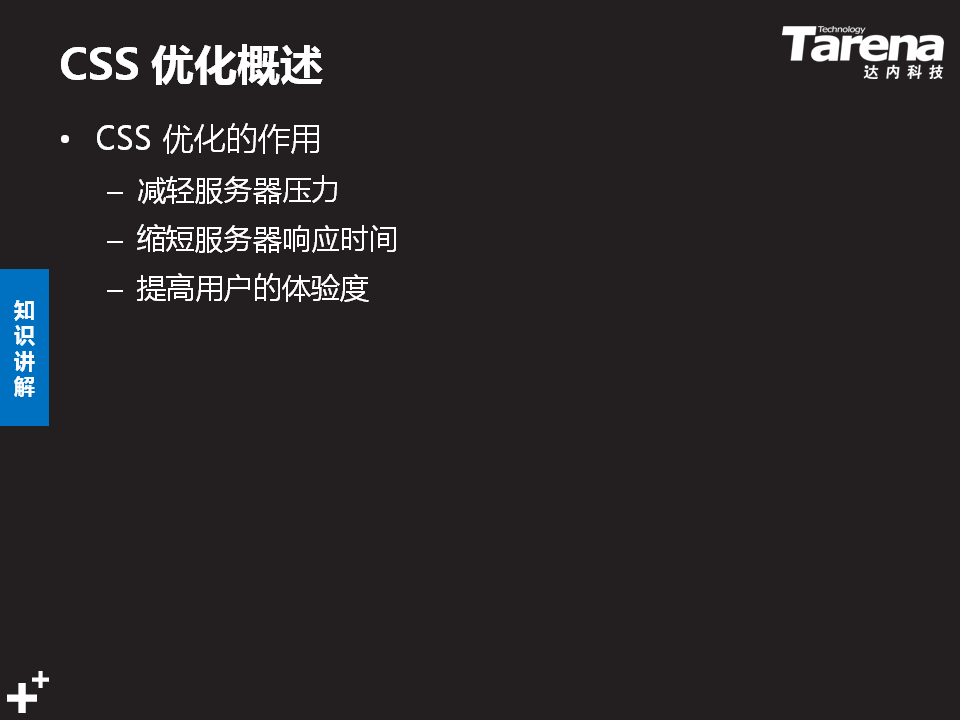 CSS 优化概述
Technology
Tarena
达内科技
• CSS 优化的作用
– 减轻服务器压力
– 缩短服务器响应时间
– 提高用户的体验度
知识讲解